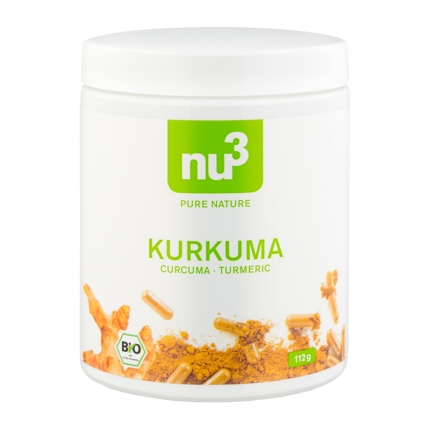 nu3
PURE NATURE
KURKUMA
CURCUMA · TURMERIC
BIO
112g